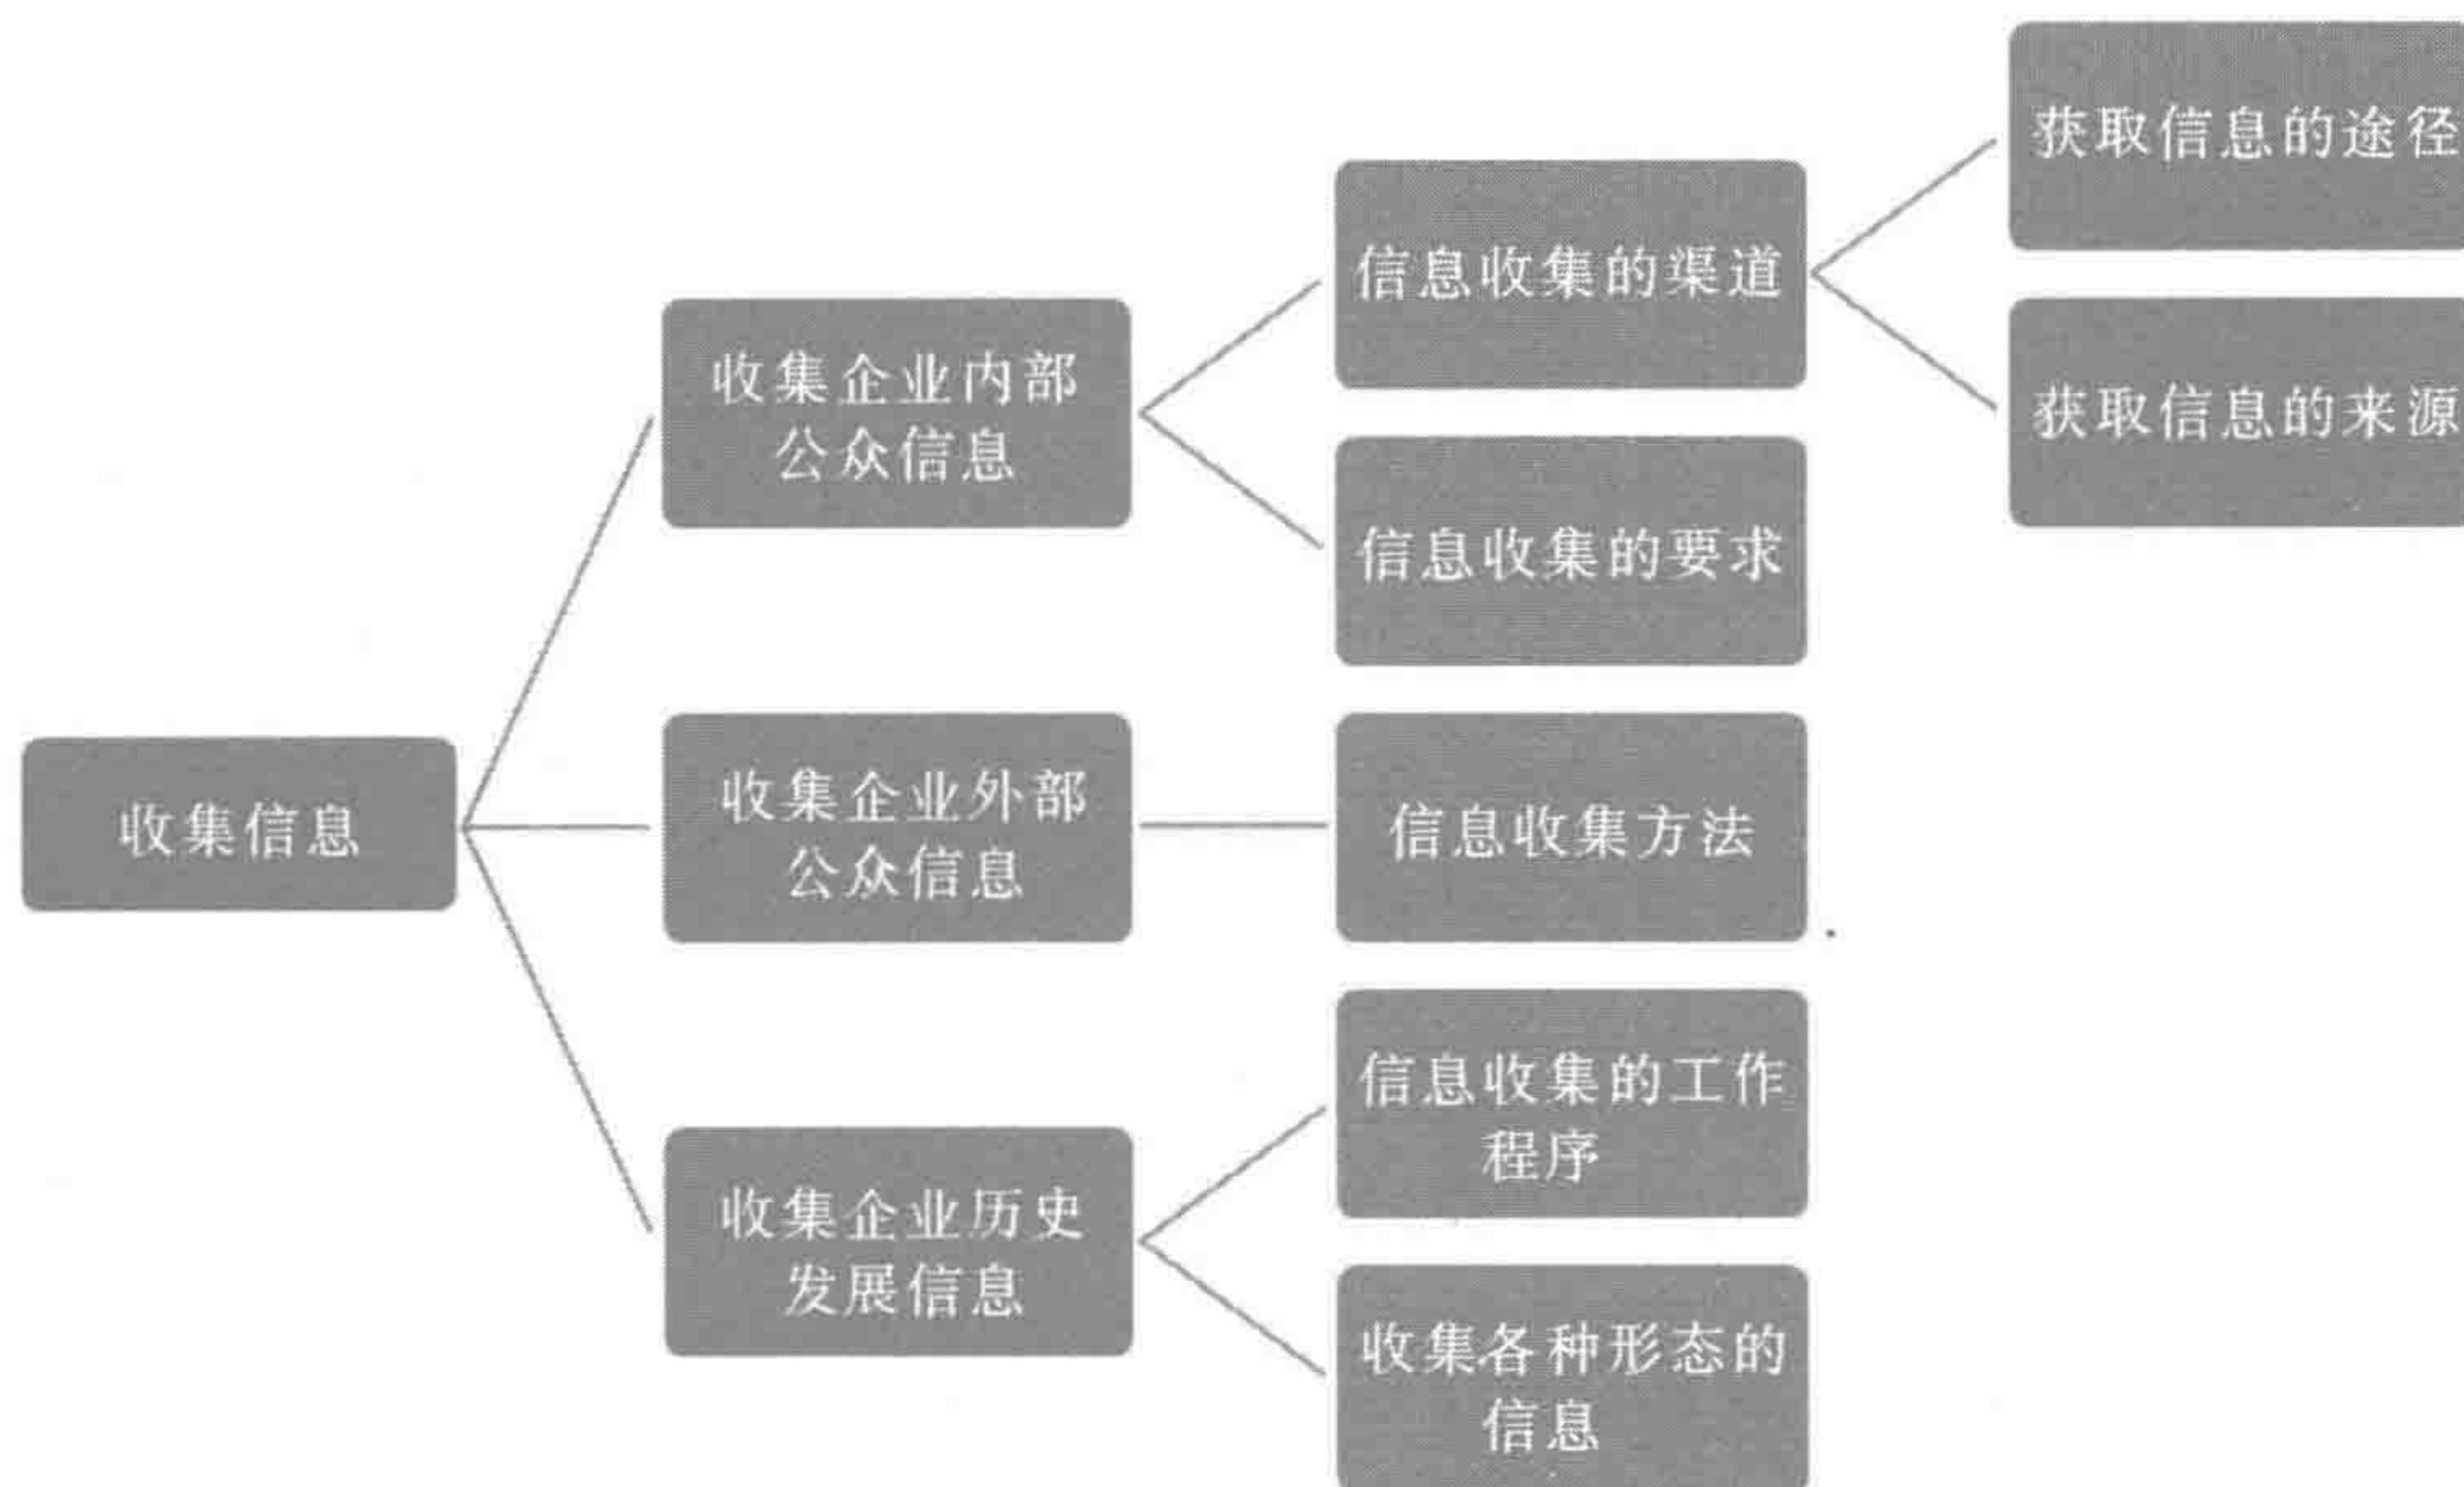 收集信息
收集企业内部
公众信息
信息收集的渠道
获取信息的途径
获取信息的来源
信息收集的要求
收集企业外部
公众信息
信息收集方法
收集企业历史
发展信息
信息收集的工作
程序
收集各种形态的
信息